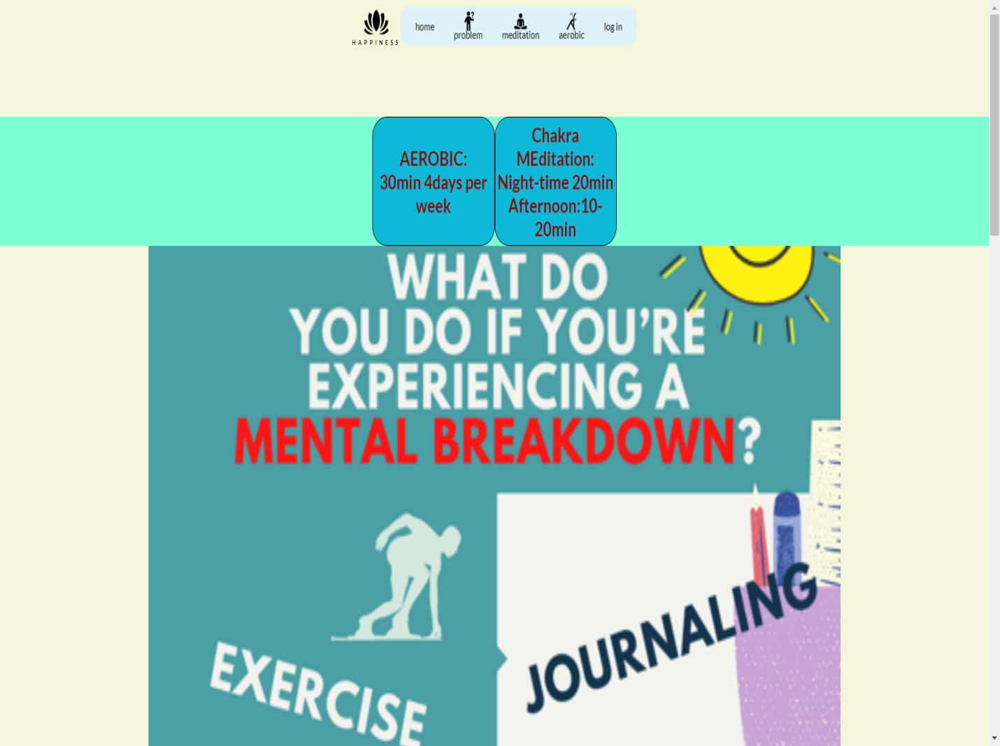 HAPPINESS
home
problem
meditation
aerobic
log in
AEROBIC:
30min 4days per
week
Chakra
MEditation:
Night-time 20min
Afternoon:10-
20min
WHAT DO
YOU DO IF YOU'RE
EXPERIENCING A
MENTAL BREAKDOWN?
EXERCISE
JOURNALING